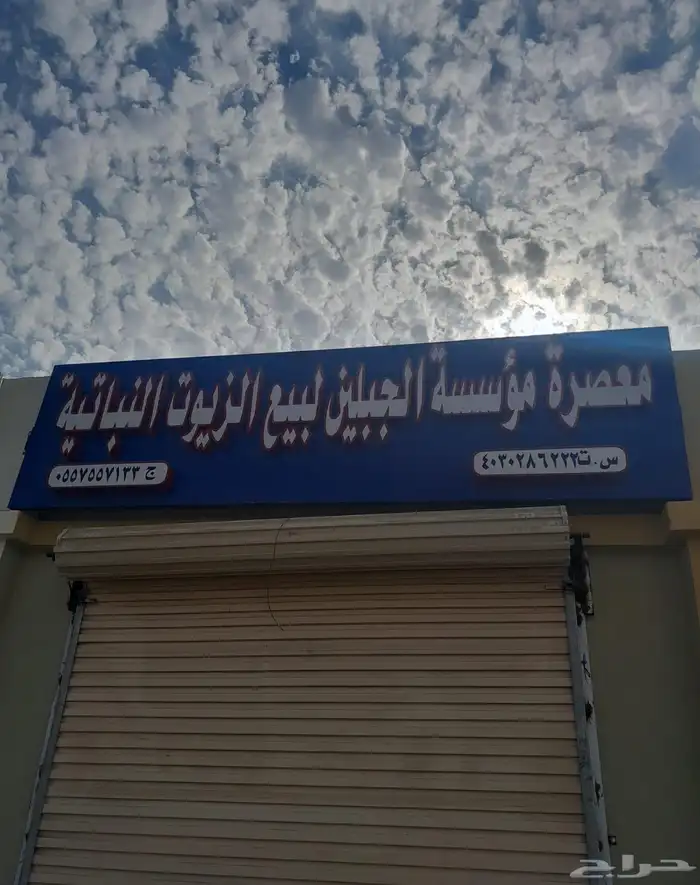 معصرة مؤسسة الجبلين لبيع الزيوت النباتية
س.ت ٤٠٣٠٢٨٦٢٢٢
ج ٠٥٥٧٥٥٧١٣٣
حراج